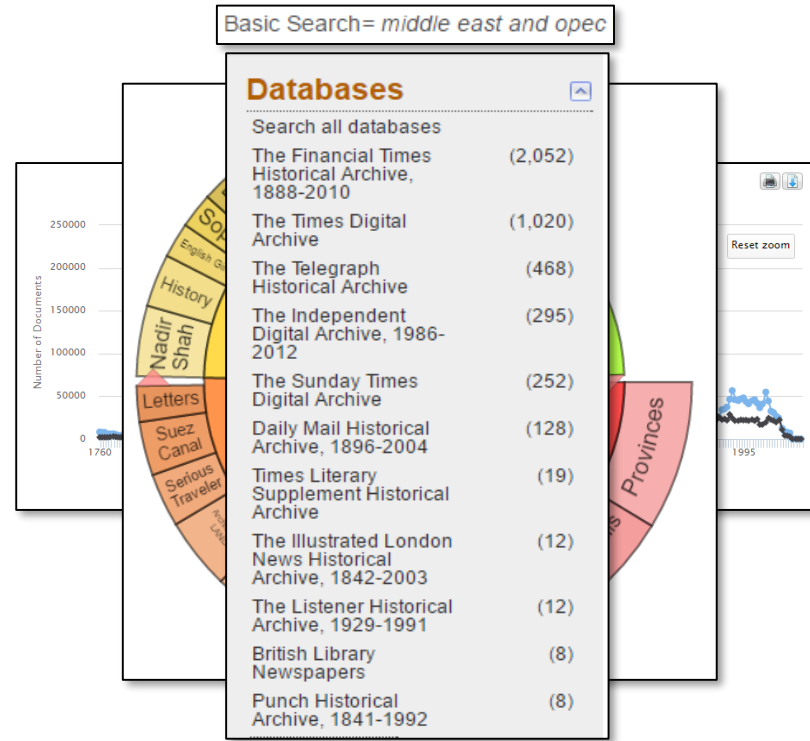 Basic Search= middle east and opec
Databases
Search all databases
The Financial Times (2,052)
Historical Archive,
1888-2010
The Times Digital (1,020)
Archive
The Telegraph (468)
Historical Archive
The Independent (295)
Digital Archive, 1986-
2012
The Sunday Times (252)
Digital Archive
Daily Mail Historical (128)
Archive, 1896-2004
Times Literary (19)
Supplement Historical
Archive
The Illustrated London (12)
News Historical
Archive, 1842-2003
The Listener Historical (12)
Archive, 1929-1991
British Library (8)
Newspapers
Punch Historical (8)
Archive, 1841-1992
History
Nadir
Shah
Letters
Suez
Canal
Serious
Traveler
Provinces
Number of Documents
250000
200000
150000
100000
50000
0
1760
Reset zoom
1995